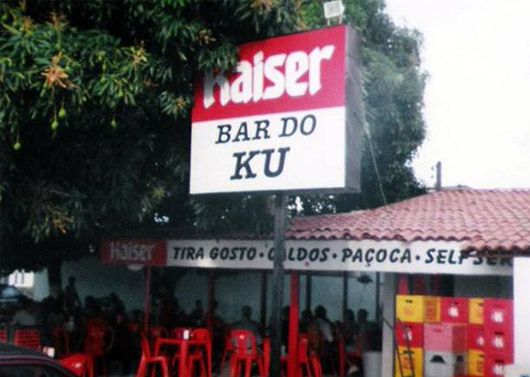 Kaiser
BAR DO
KU
Kaiser TIRA GOSTO · CALDOS · PAÇOCA · SELF SER